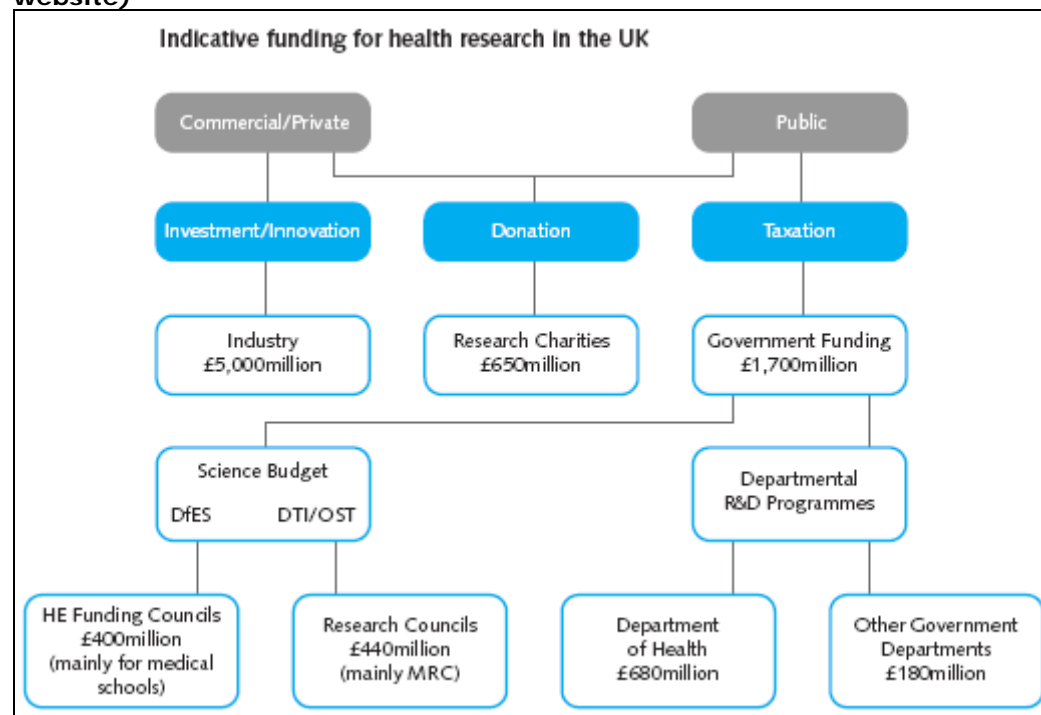 website)
Indicative funding for health research in the UK
Commercial/Private
Public
Investment/Innovation
Donation
Taxation
Industry
£5,000million
Research Charities
£650million
Government Funding
£1,700million
Science Budget
DfES DTI/OST
Departmental
R&D Programmes
HE Funding Councils
£400million
(mainly for medical
schools)
Research Councils
£440million
(mainly MRC)
Department
of Health
£680million
Other Government
Departments
£180million